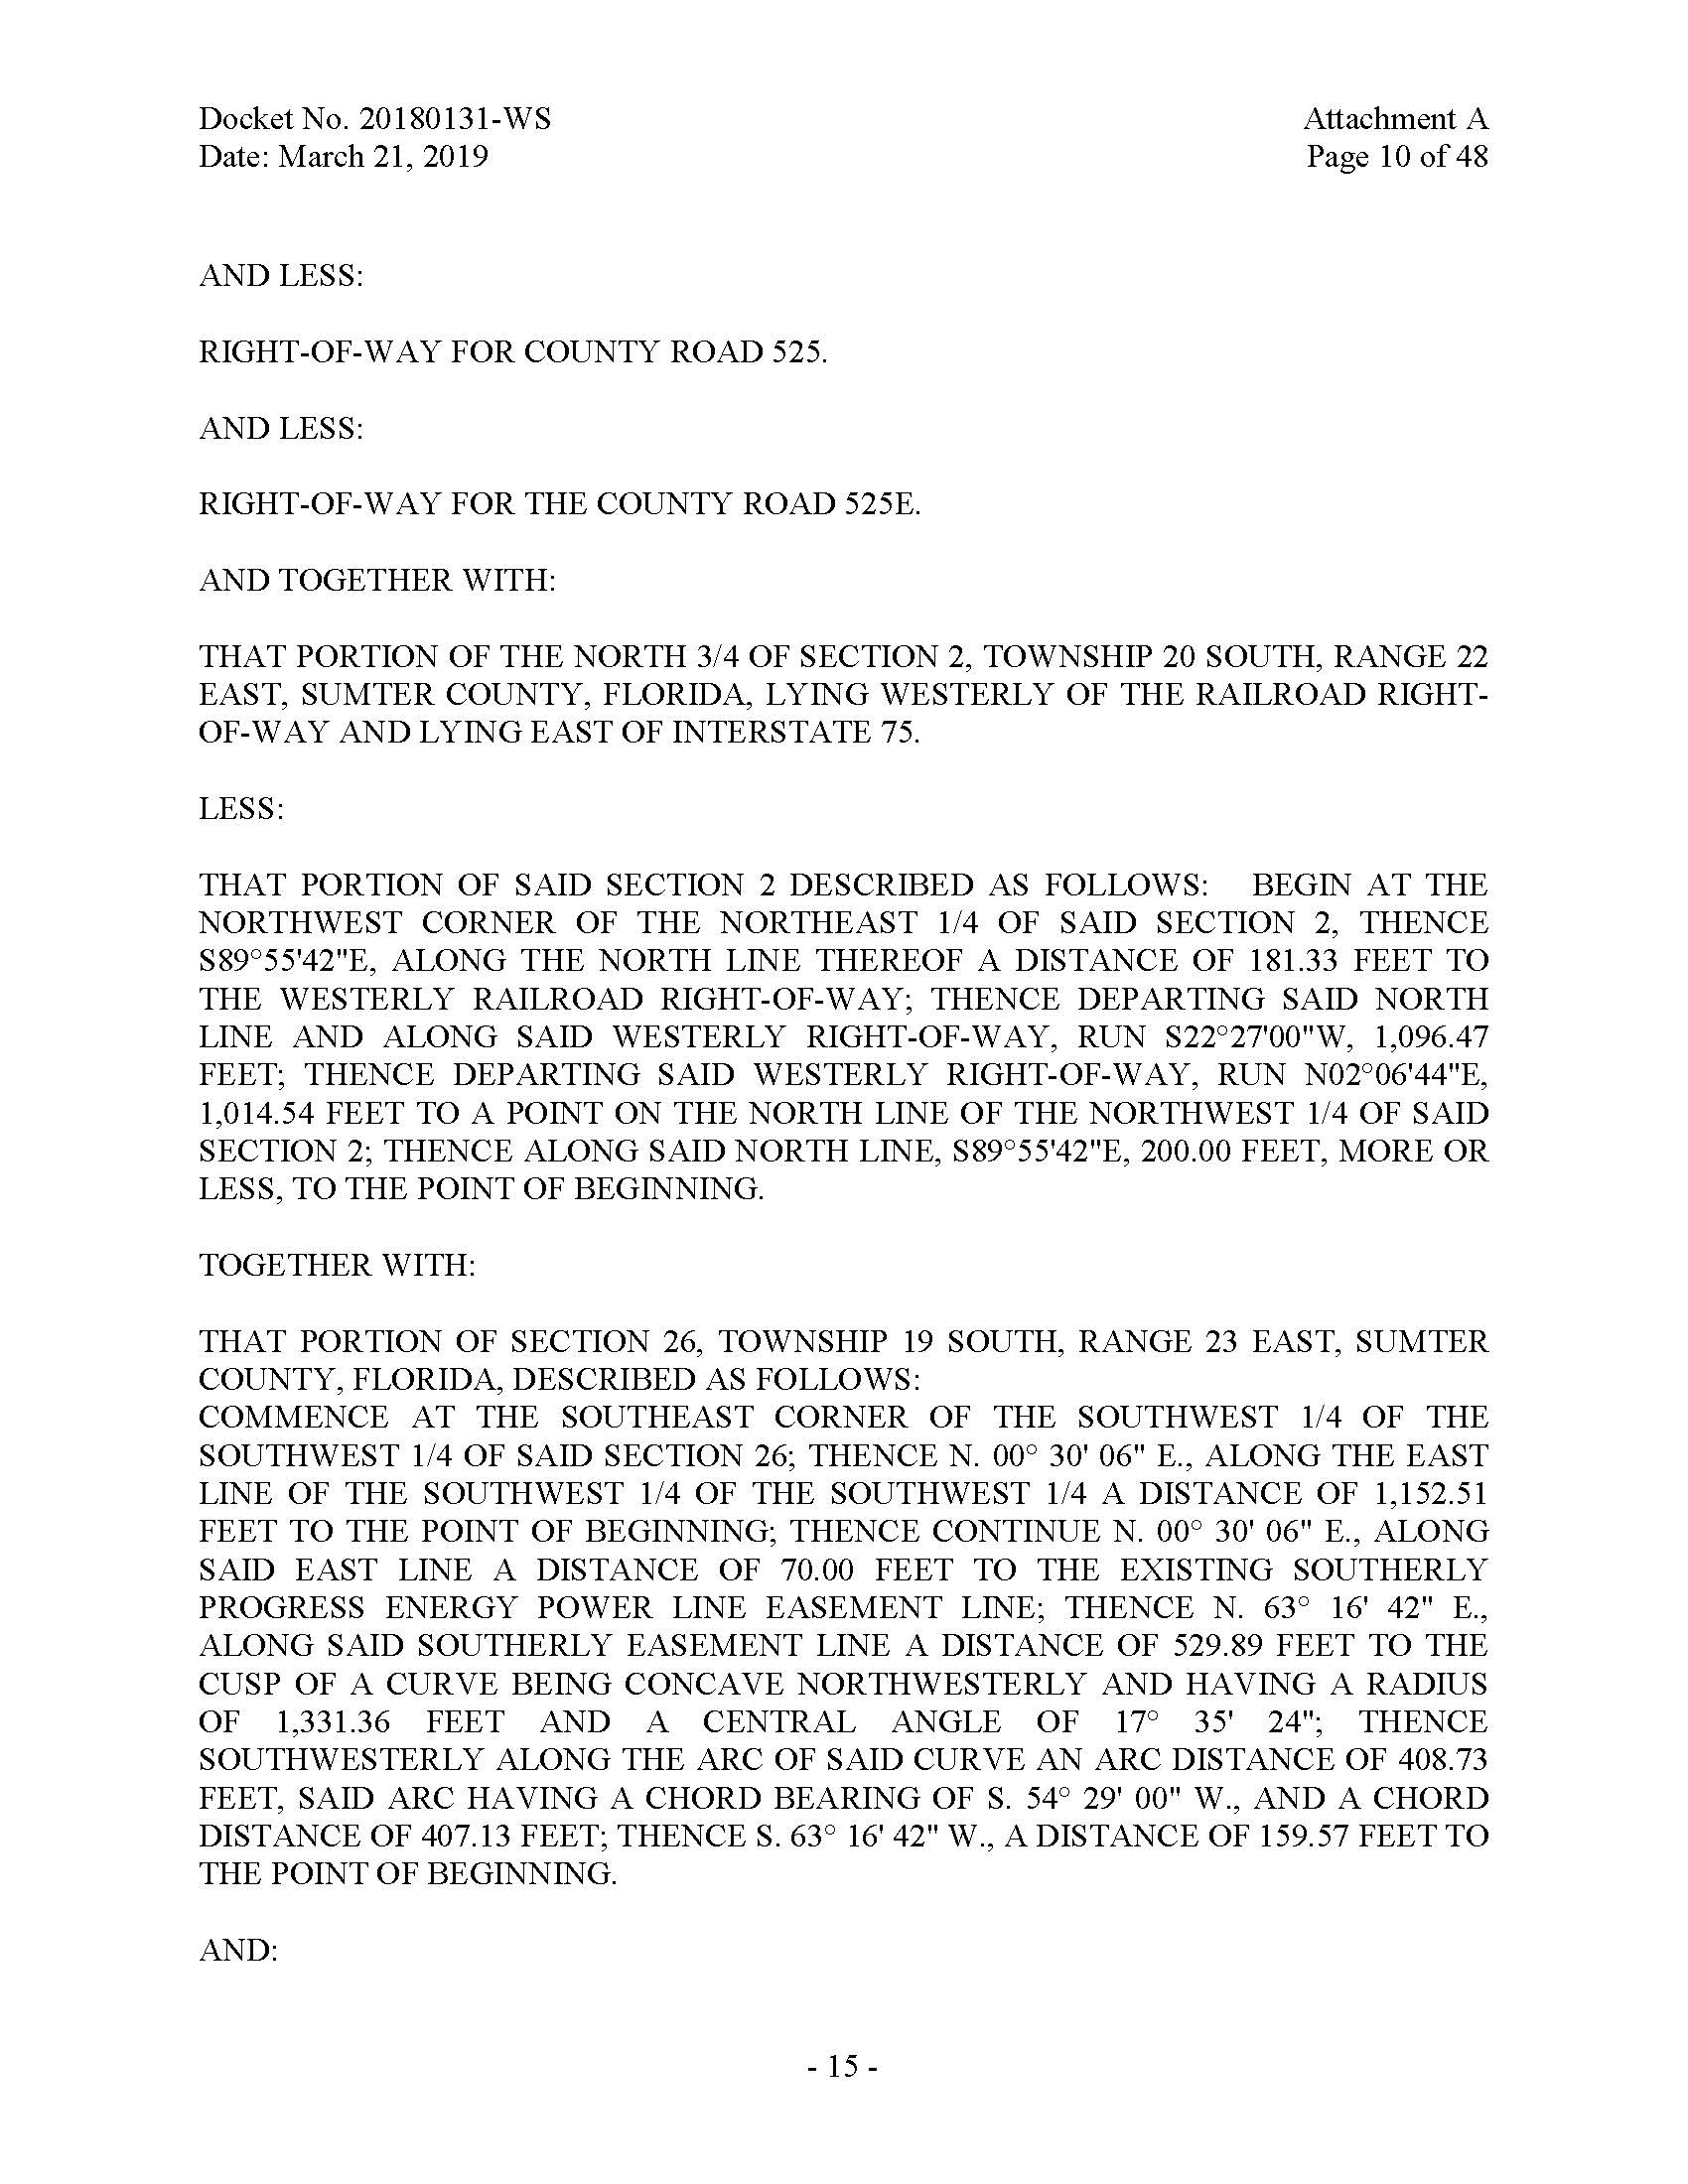 Docket No. 20180131-WS
Date: March 21, 2019
Attachment A
Page 10 of 48
AND LESS:
RIGHT-OF-WAY FOR COUNTY ROAD 525.
AND LESS:
RIGHT-OF-WAY FOR THE COUNTY ROAD 525E.
AND TOGETHER WITH:
THAT PORTION OF THE NORTH 3/4 OF SECTION 2, TOWNSHIP 20 SOUTH, RANGE 22
EAST, SUMTER COUNTY, FLORIDA, LYING WESTERLY OF THE RAILROAD RIGHT-
OF-WAY AND LYING EAST OF INTERSTATE 75.
LESS:
THAT PORTION OF SAID SECTION 2 DESCRIBED AS FOLLOWS: BEGIN AT THE
NORTHWEST CORNER OF THE NORTHEAST 1/4 OF SAID SECTION 2, THENCE
S89°55'42"E, ALONG THE NORTH LINE THEREOF A DISTANCE OF 181.33 FEET TO
THE WESTERLY RAILROAD RIGHT-OF-WAY; THENCE DEPARTING SAID NORTH
LINE AND ALONG SAID WESTERLY RIGHT-OF-WAY, RUN S22°27'00"W, 1,096.47
FEET; THENCE DEPARTING SAID WESTERLY RIGHT-OF-WAY, RUN N02°06'44"E,
1,014.54 FEET TO A POINT ON THE NORTH LINE OF THE NORTHWEST 1/4 OF SAID
SECTION 2; THENCE ALONG SAID NORTH LINE, S89°55'42"E, 200.00 FEET, MORE OR
LESS, TO THE POINT OF BEGINNING.
TOGETHER WITH:
THAT PORTION OF SECTION 26, TOWNSHIP 19 SOUTH, RANGE 23 EAST, SUMTER
COUNTY, FLORIDA, DESCRIBED AS FOLLOWS:
COMMENCE AT THE SOUTHEAST CORNER OF THE SOUTHWEST 1/4 OF THE
SOUTHWEST 1/4 OF SAID SECTION 26; THENCE N. 00° 30' 06" E., ALONG THE EAST
LINE OF THE SOUTHWEST 1/4 OF THE SOUTHWEST 1/4 A DISTANCE OF 1,152.51
FEET TO THE POINT OF BEGINNING; THENCE CONTINUE N. 00° 30' 06" E., ALONG
SAID EAST LINE A DISTANCE OF 70.00 FEET TO THE EXISTING SOUTHERLY
PROGRESS ENERGY POWER LINE EASEMENT LINE; THENCE N. 63° 16' 42" E.,
ALONG SAID SOUTHERLY EASEMENT LINE A DISTANCE OF 529.89 FEET TO THE
CUSP OF A CURVE BEING CONCAVE NORTHWESTERLY AND HAVING A RADIUS
OF 1,331.36 FEET AND A CENTRAL ANGLE OF 17° 35' 24"; THENCE
SOUTHWESTERLY ALONG THE ARC OF SAID CURVE AN ARC DISTANCE OF 408.73
FEET, SAID ARC HAVING A CHORD BEARING OF S. 54° 29' 00" W., AND A CHORD
DISTANCE OF 407.13 FEET; THENCE S. 63° 16' 42" W., A DISTANCE OF 159.57 FEET TO
THE POINT OF BEGINNING.
AND:
- 15 -